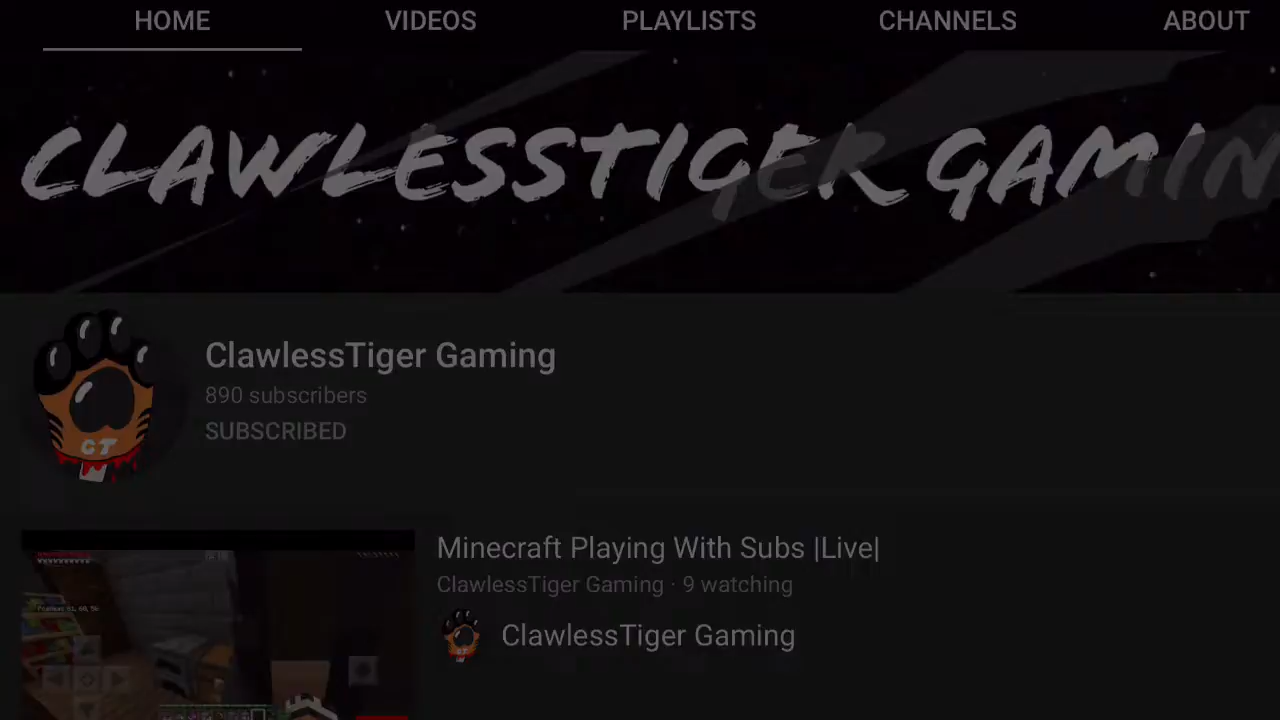 HOME VIDEOS PLAYLISTS CHANNELS ABOUT
CLAWLESSTIGER GAMIN
ClawlessTiger Gaming
890 subscribers
SUBSCRIBED
CT
Minecraft Playing With Subs |Live|
ClawlessTiger Gaming · 9 watching
ClawlessTiger Gaming